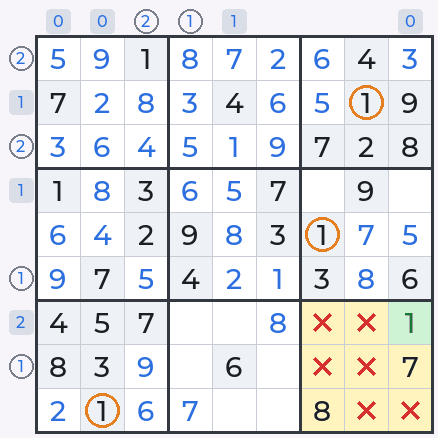 0 0 2 1 1 0
2 5 9 1 8 7 2 6 4 3
1 7 2 8 3 4 6 5 1 9
2 3 6 4 5 1 9 7 2 8
1 1 8 3 6 5 7 9
6 4 2 9 8 3 1 7 5
1 9 7 5 4 2 1 3 8 6
2 4 5 7 8 1
1 8 3 9 6 7
2 1 6 7 8